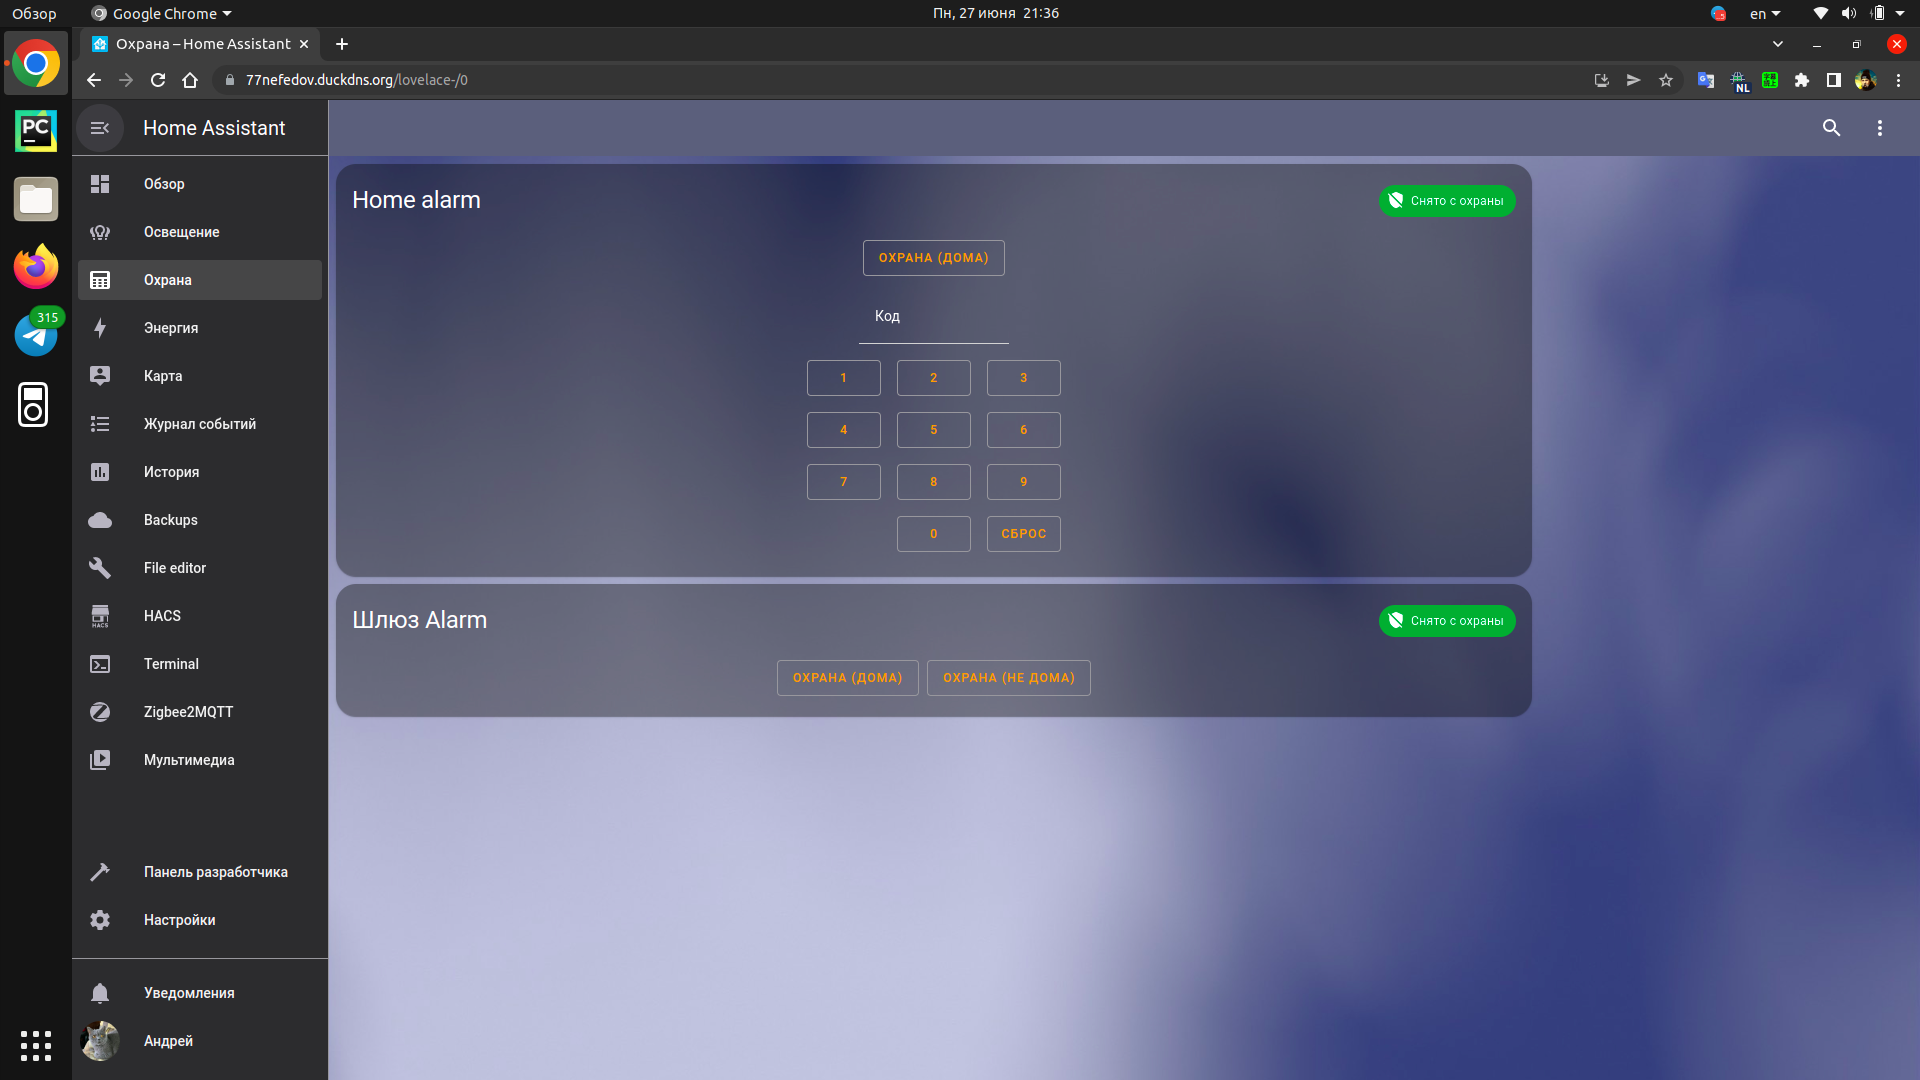 Обзор
Google Chrome
Пн, 27 июня 21:36
en
Охрана – Home Assistant
77nefedov.duckdns.org/lovelace-/0
NL
PC
315
Home Assistant
Обзор
Освещение
Охрана
Энергия
Карта
Журнал событий
История
Backups
File editor
HACS
HACS
Terminal
Zigbee2MQTT
Мультимедиа
Панель разработчика
Настройки
Уведомления
Андрей
Home alarm
Снято с охраны
ОХРАНА (ДОМА)
Код
1 2 3
4 5 6
7 8 9
0 СБРОС
Шлюз Alarm
Снято с охраны
ОХРАНА (ДОМА) ОХРАНА (НЕ ДОМА)